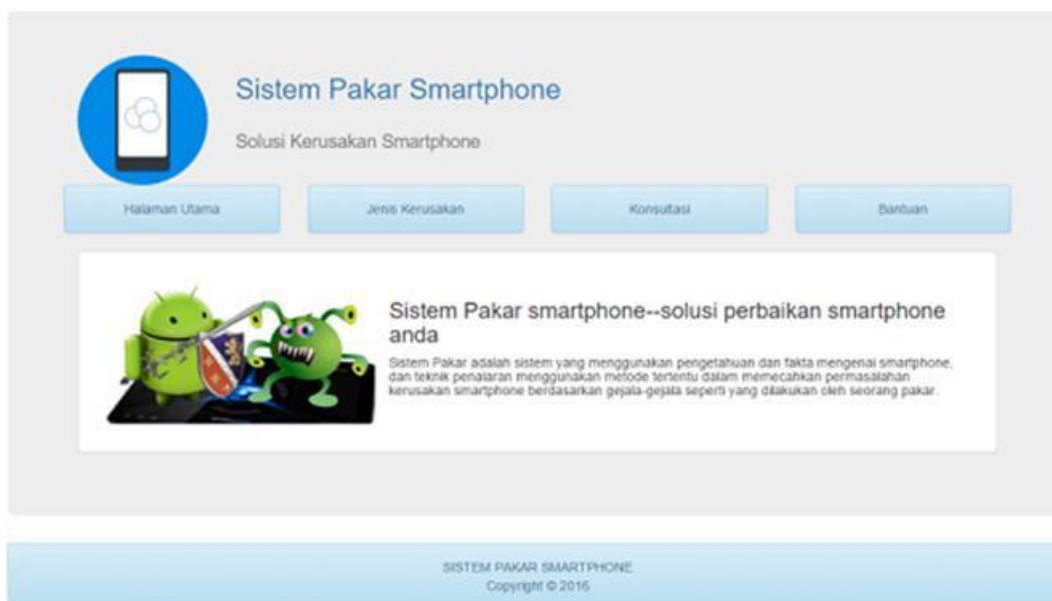 Sistem Pakar Smartphone
Solusi Kerusakan Smartphone
Halaman Utama
Jenis Kerusakan
Konsultasi
Bantuan
Sistem Pakar smartphone--solusi perbaikan smartphone
anda
Sistem Pakar adalah sistem yang menggunakan pengetahuan dan fakta mengenai smartphone,
dan teknik penalaran menggunakan metode tertentu dalam memecahkan permasalahan
kerusakan smartphone berdasarkan gejala-gejala seperti yang dilakukan oleh seorang pakar.
SISTEM PAKAR SMARTPHONE
Copyright © 2016